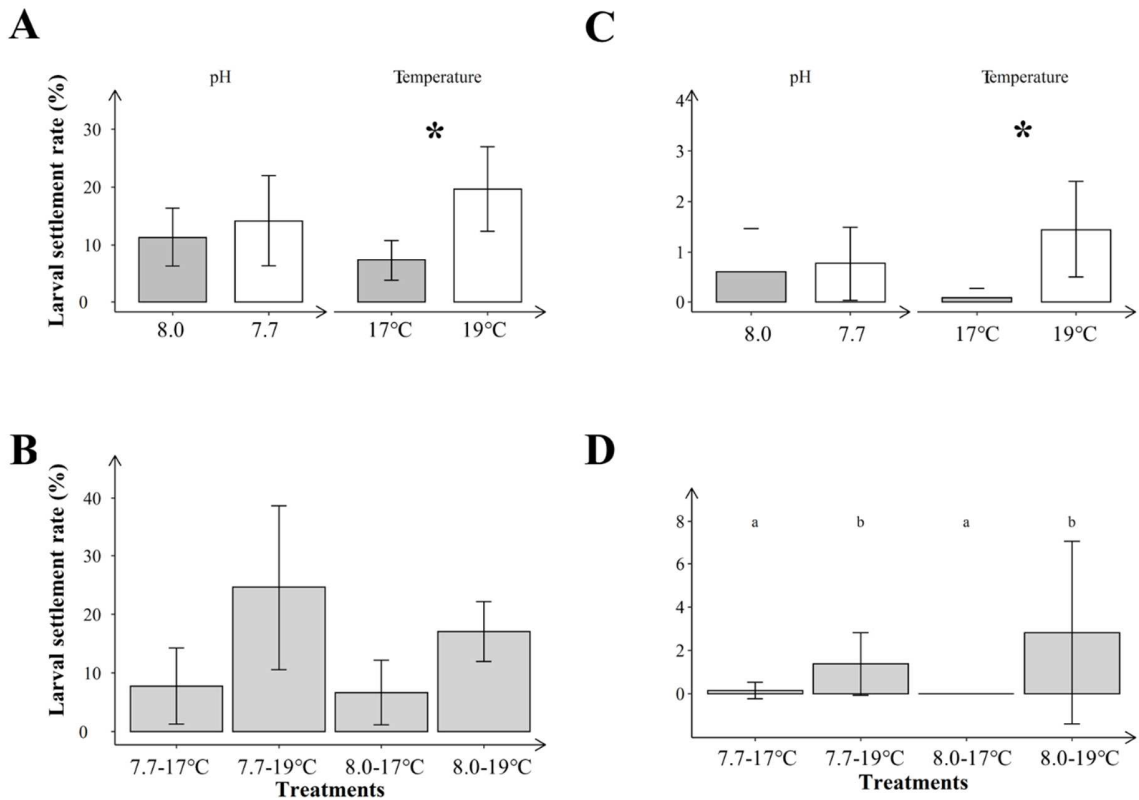 A
pH
Temperature
Larval settlement rate (%)
30
20
10
0
*
8.0
7.7
17°C
19°C
C
pH
Temperature
4
3
2
1
0
*
8.0
7.7
17°C
19°C
B
Larval settlement rate (%)
40
30
20
10
0
7.7-17°C
7.7-19°C
8.0-17°C
8.0-19°C
Treatments
D
8
6
4
2
0
a
b
a
b
7.7-17°C
7.7-19°C
8.0-17°C
8.0-19°C
Treatments